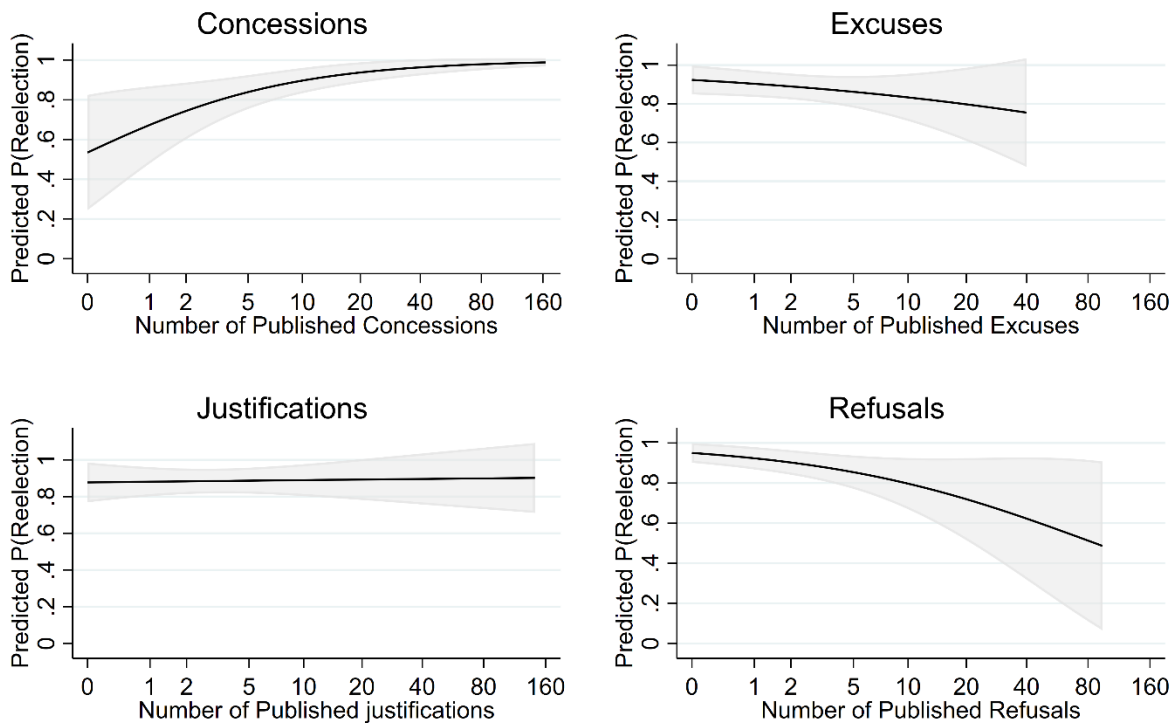 Concessions
Predicted P(Reelection)
1
.8
.6
.4
.2
0
0 1 2 5 10 20 40 80 160
Number of Published Concessions
Excuses
Predicted P(Reelection)
1
.8
.6
.4
.2
0
0 1 2 5 10 20 40 80 160
Number of Published Excuses
Justifications
Predicted P(Reelection)
1
.8
.6
.4
.2
0
0 1 2 5 10 20 40 80 160
Number of Published justifications
Refusals
Predicted P(Reelection)
1
.8
.6
.4
.2
0
0 1 2 5 10 20 40 80 160
Number of Published Refusals